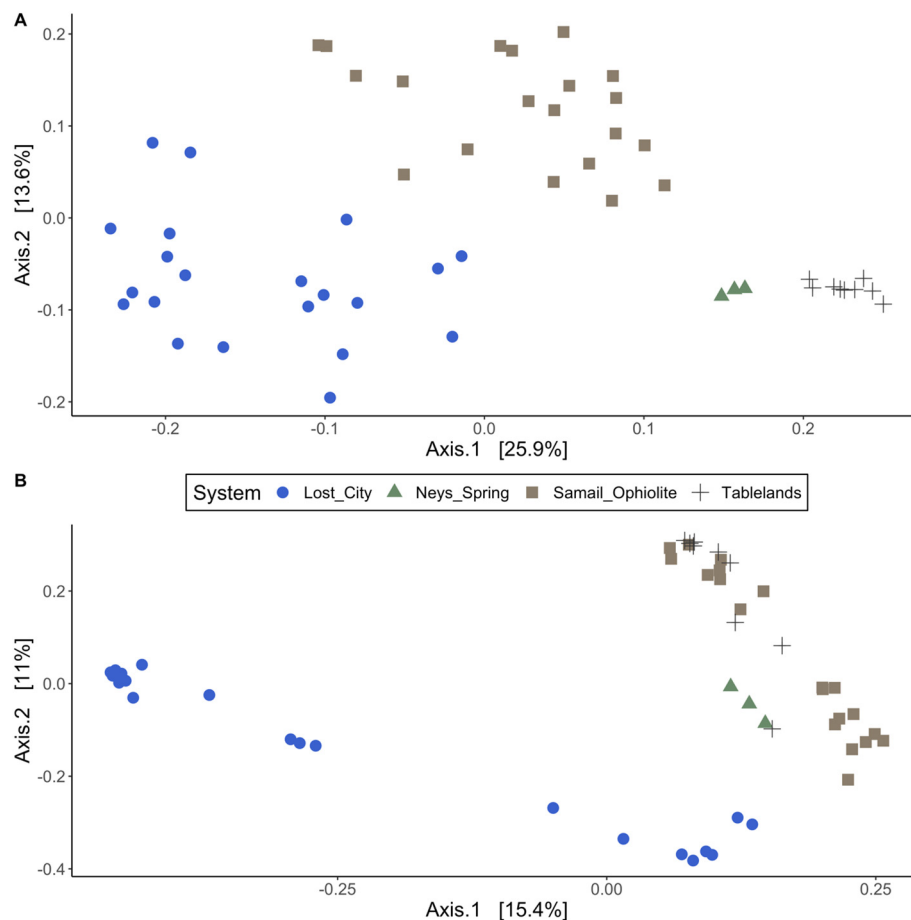 A
0.2
0.1
0.0
-0.1
-0.2
Axis.2 [13.6%]
-0.2 -0.1 0.0 0.1 0.2
Axis.1 [25.9%]
B
System Lost_City Neys_Spring Samail_Ophiolite Tablelands
0.2
0.0
-0.2
-0.4
Axis.2 [11%]
-0.25 0.00 0.25
Axis.1 [15.4%]